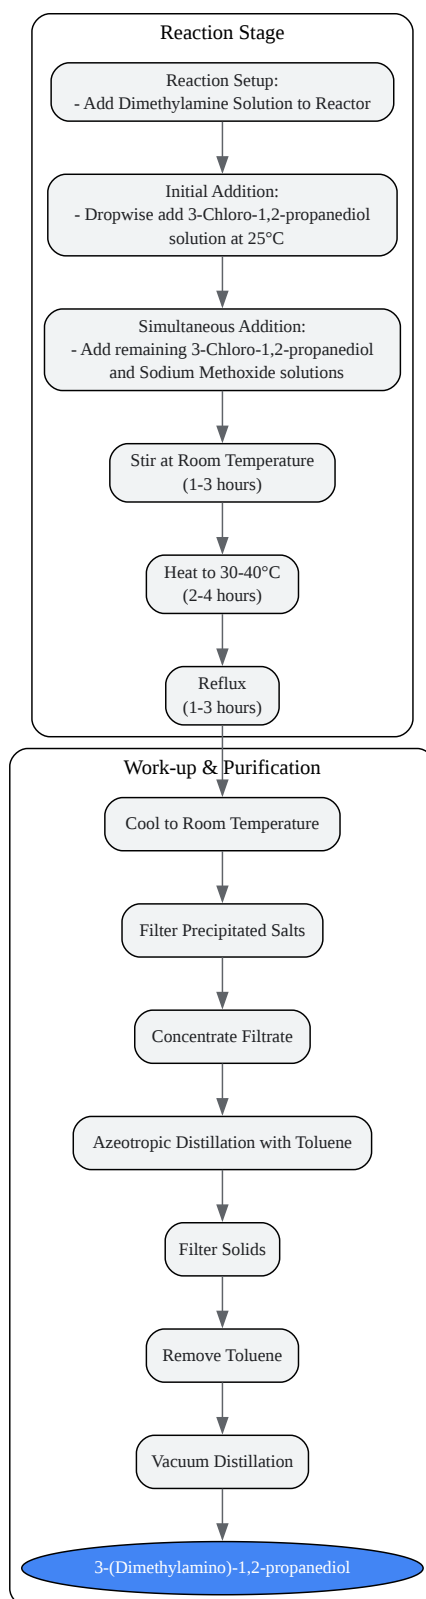 Reaction Stage
Reaction Setup:
- Add Dimethylamine Solution to Reactor
Initial Addition:
- Dropwise add 3-Chloro-1,2-propanediol
solution at 25°C
Simultaneous Addition:
- Add remaining 3-Chloro-1,2-propanediol
and Sodium Methoxide solutions
Stir at Room Temperature
(1-3 hours)
Heat to 30-40°C
(2-4 hours)
Reflux
(1-3 hours)
Work-up & Purification
Cool to Room Temperature
Filter Precipitated Salts
Concentrate Filtrate
Azeotropic Distillation with Toluene
Filter Solids
Remove Toluene
Vacuum Distillation
3-(Dimethylamino)-1,2-propanediol